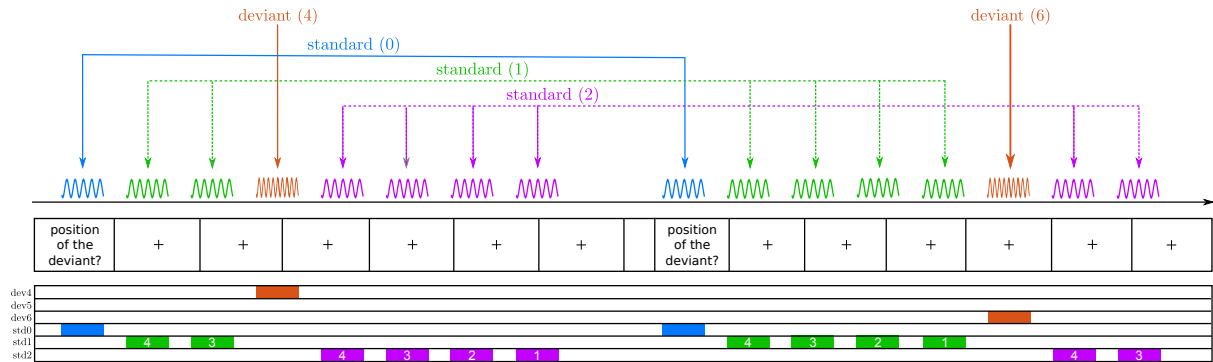 deviant (4)
deviant (6)
standard (0)
standard (1)
standard (2)
position
of the
deviant?
+ + + + + +
position
of the
deviant?
+ + + + + +
dev4
dev5
dev6
std0
std1 4 3 4 3 2 1
std2 4 3 2 1 4 3